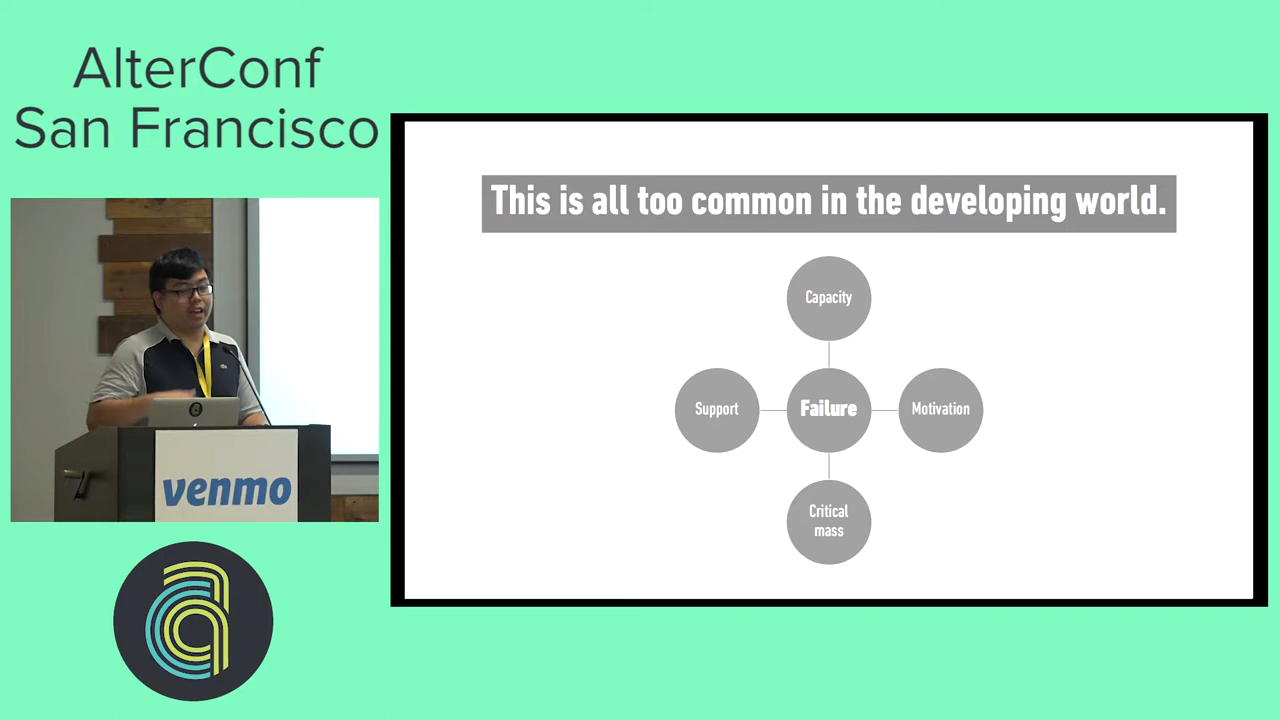 AlterConf
San Francisco
This is all too common in the developing world.
Capacity
Support
Failure
Motivation
Critical
mass
venmo